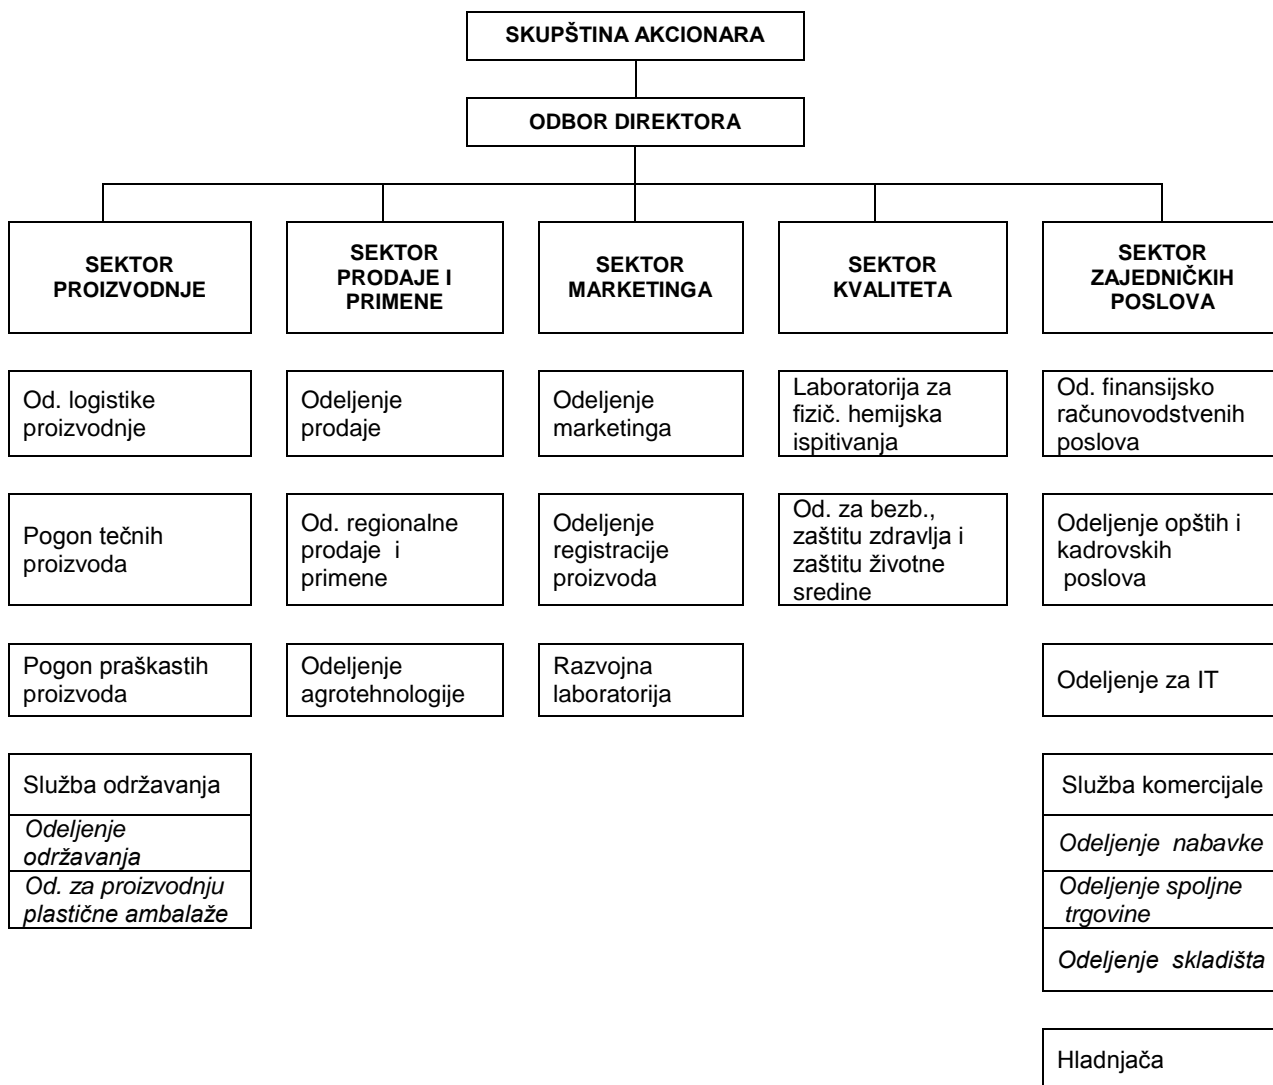 SKUPŠTINA AKCIONARA
ODBOR DIREKTORA
SEKTOR
PROIZVODNJE
SEKTOR
PRODAJE I
PRIMENE
SEKTOR
MARKETINGA
SEKTOR
KVALITETA
SEKTOR
ZAJEDNIČKIH
POSLOVA
Od. logistike
proizvodnje
Odeljenje
prodaje
Odeljenje
marketinga
Laboratorija za
fizič. hemijska
ispitivanja
Od. finansijsko
računovodstvenih
poslova
Pogon tečnih
proizvoda
Od. regionalne
prodaje i
primene
Odeljenje
registracije
proizvoda
Od. za bezb.,
zaštitu zdravlja i
zaštitu životne
sredine
Odeljenje opštih i
kadrovskih
poslova
Pogon praškastih
proizvoda
Odeljenje
agrotehnologije
Razvojna
laboratorija
Odeljenje za IT
Služba održavanja
Odeljenje
održavanja
Od. za proizvodnju
plastične ambalaže
Služba komercijale
Odeljenje nabavke
Odeljenje spoljne
trgovine
Odeljenje skladišta
Hladnjača